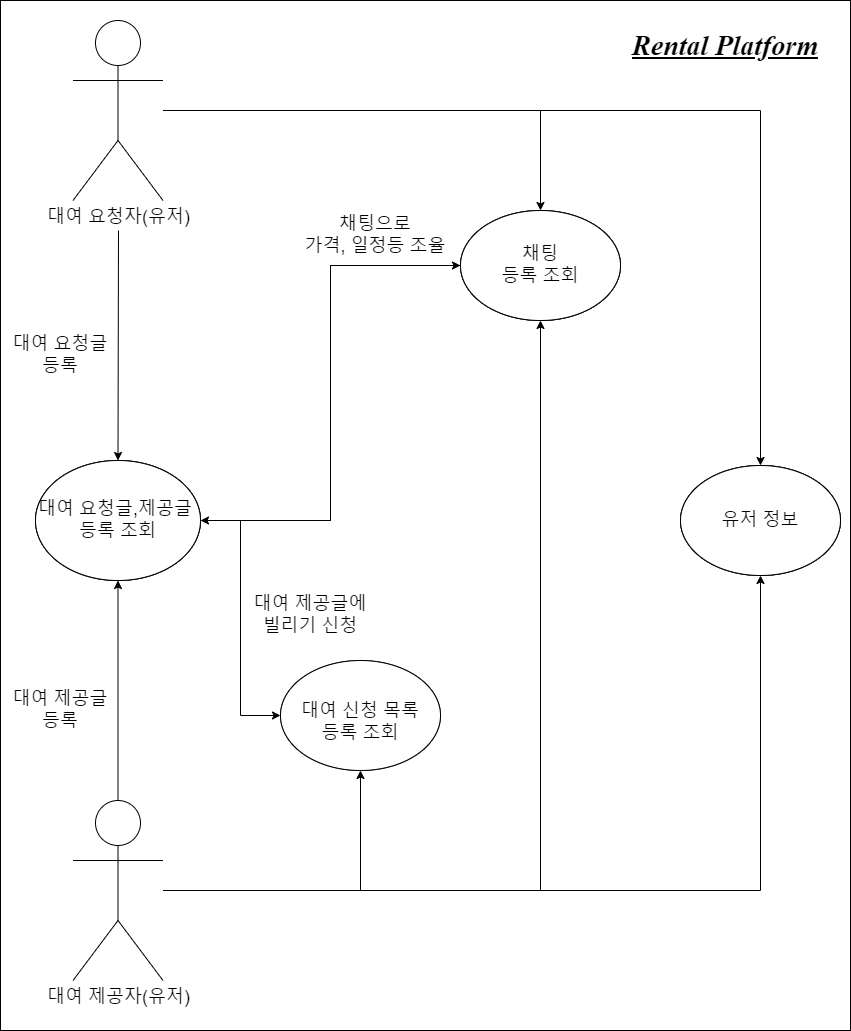 Rental Platform
대여 요청자(유저)
채팅으로
가격, 일정등 조율
채팅
등록 조회
대여 요청글
등록
대여 요청글,제공글
등록 조회
유저 정보
대여 제공글에
빌리기 신청
대여 제공글
등록
대여 신청 목록
등록 조회
대여 제공자(유저)